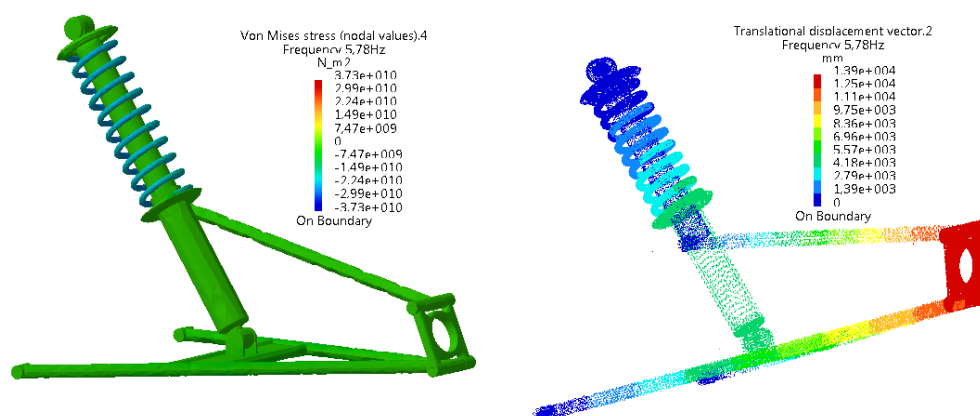 Von Mises stress (nodal values).4
Frequency 5,78Hz
N_m2
3.73e+010
2.99e+010
2.24e+010
1.49e+010
7.47e+009
0
-7.47e+009
-1.49e+010
-2.24e+010
-2.99e+010
-3.73e+010
On Boundary
Translational displacement vector.2
Frequency 5,78Hz
mm
1.39e+004
1.25e+004
1.11e+004
9.75e+003
8.36e+003
6.96e+003
5.57e+003
4.18e+003
2.79e+003
1.39e+003
0
On Boundary